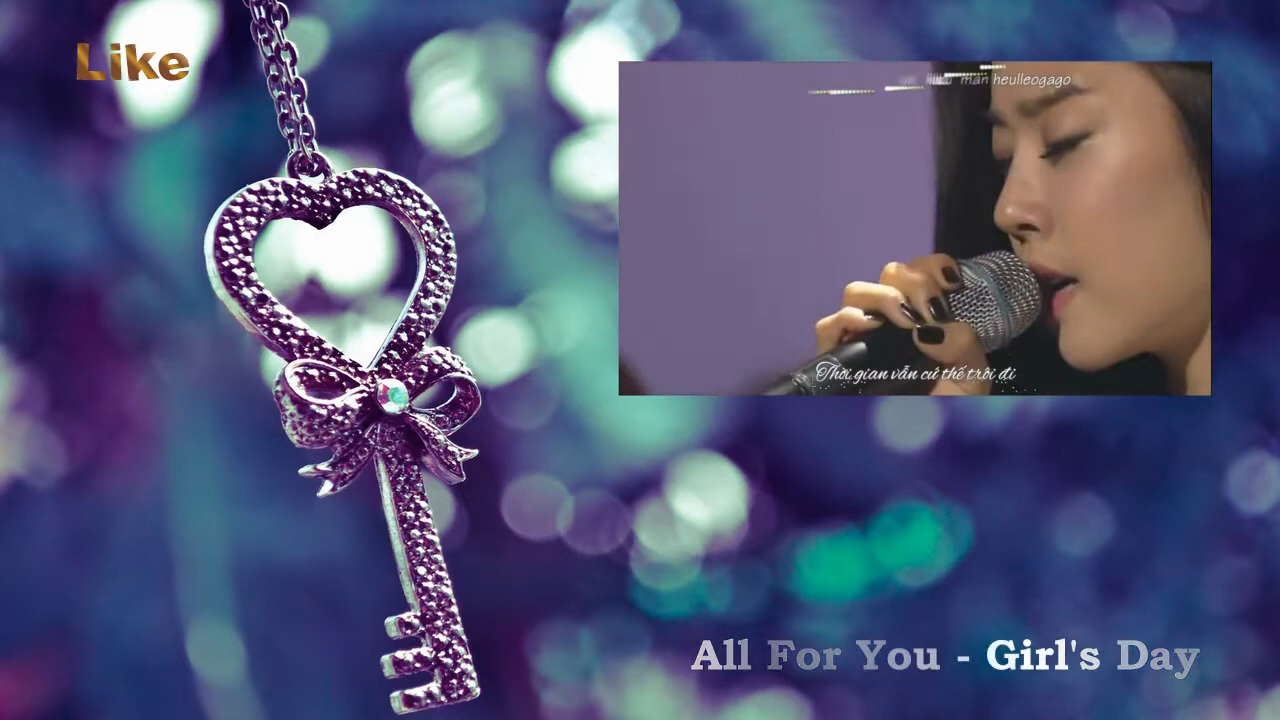 Like
man heulleogago
Thời gian vẫn cứ thế trôi đi
All For You - Girl's Day